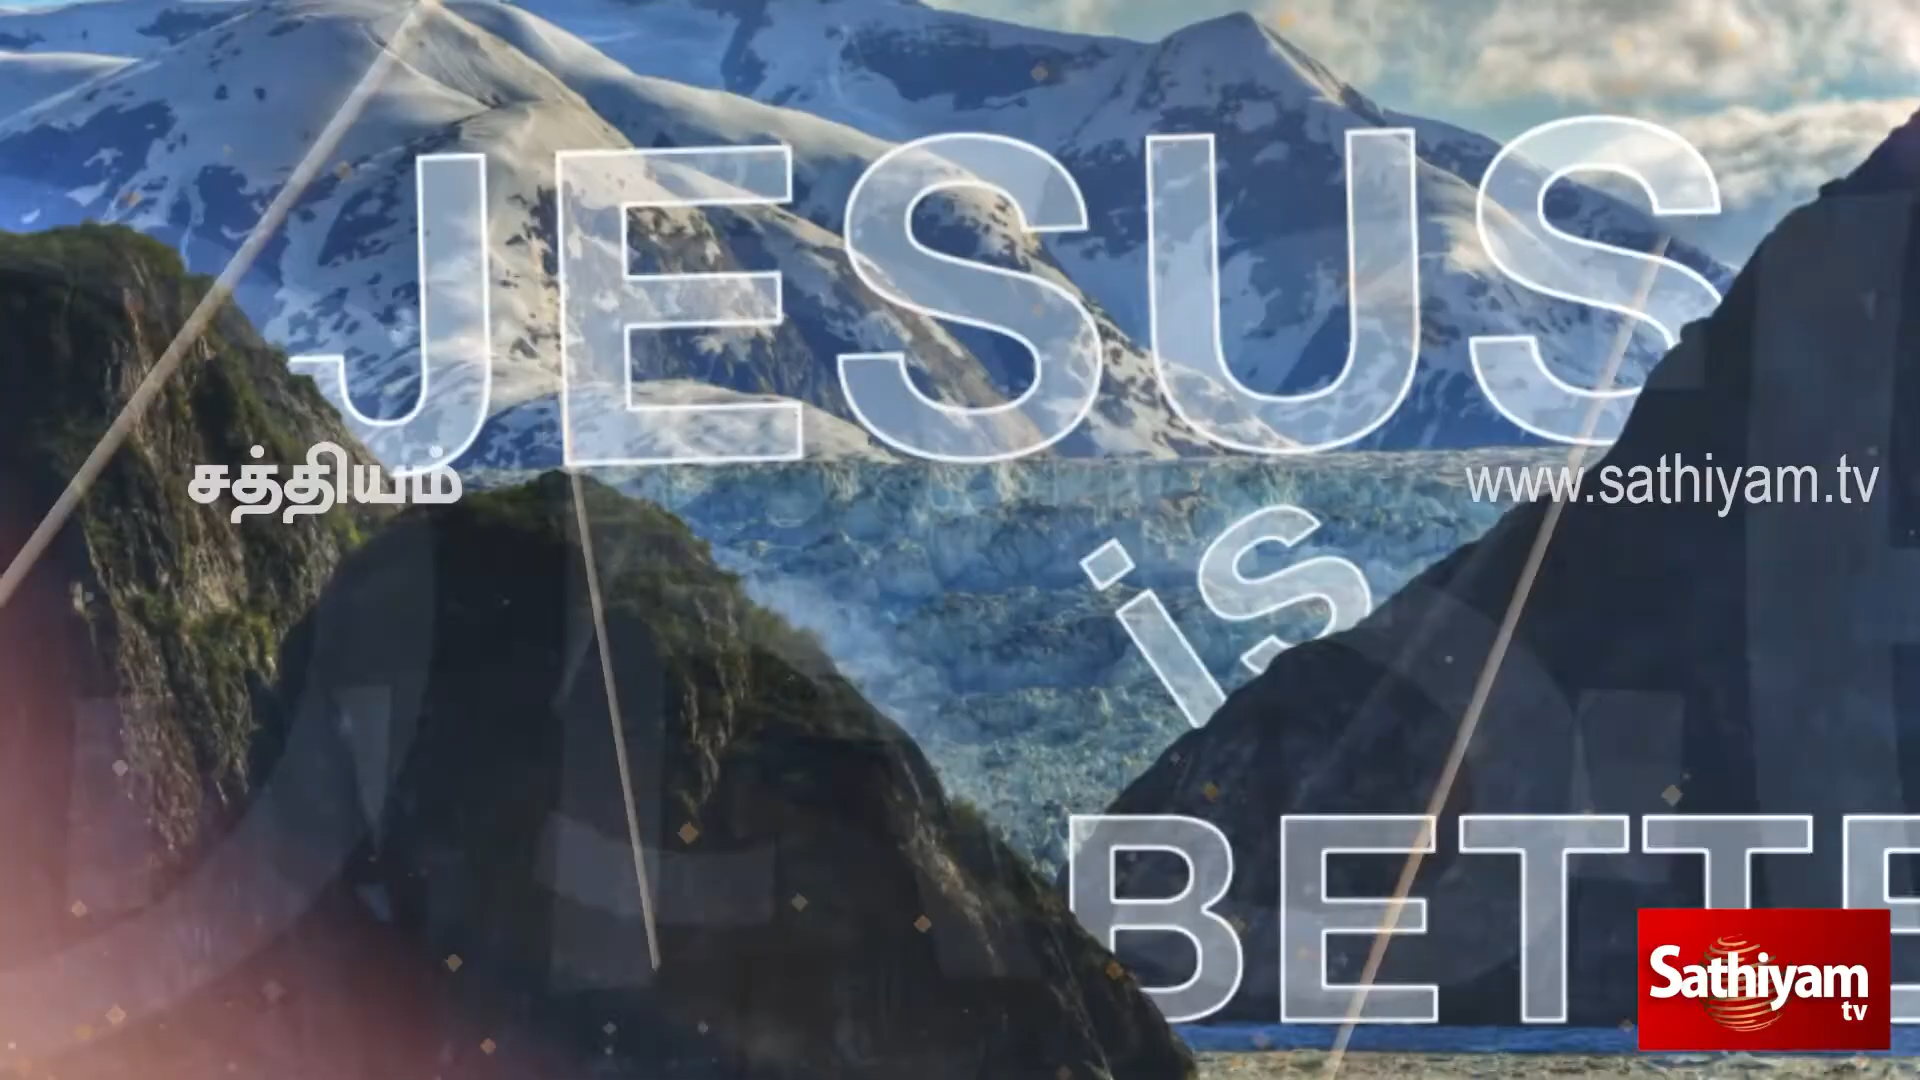 JESUS
சத்தியம்
www.sathiyam.tv
is
BETTE
Sathiyam
tv